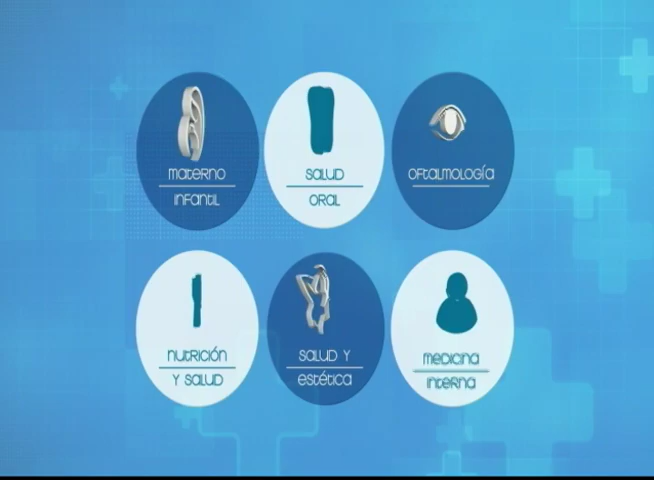 materno
infantil
salud
oral
oftalmología
nutrición
y salud
salud y
estética
medicina
interna